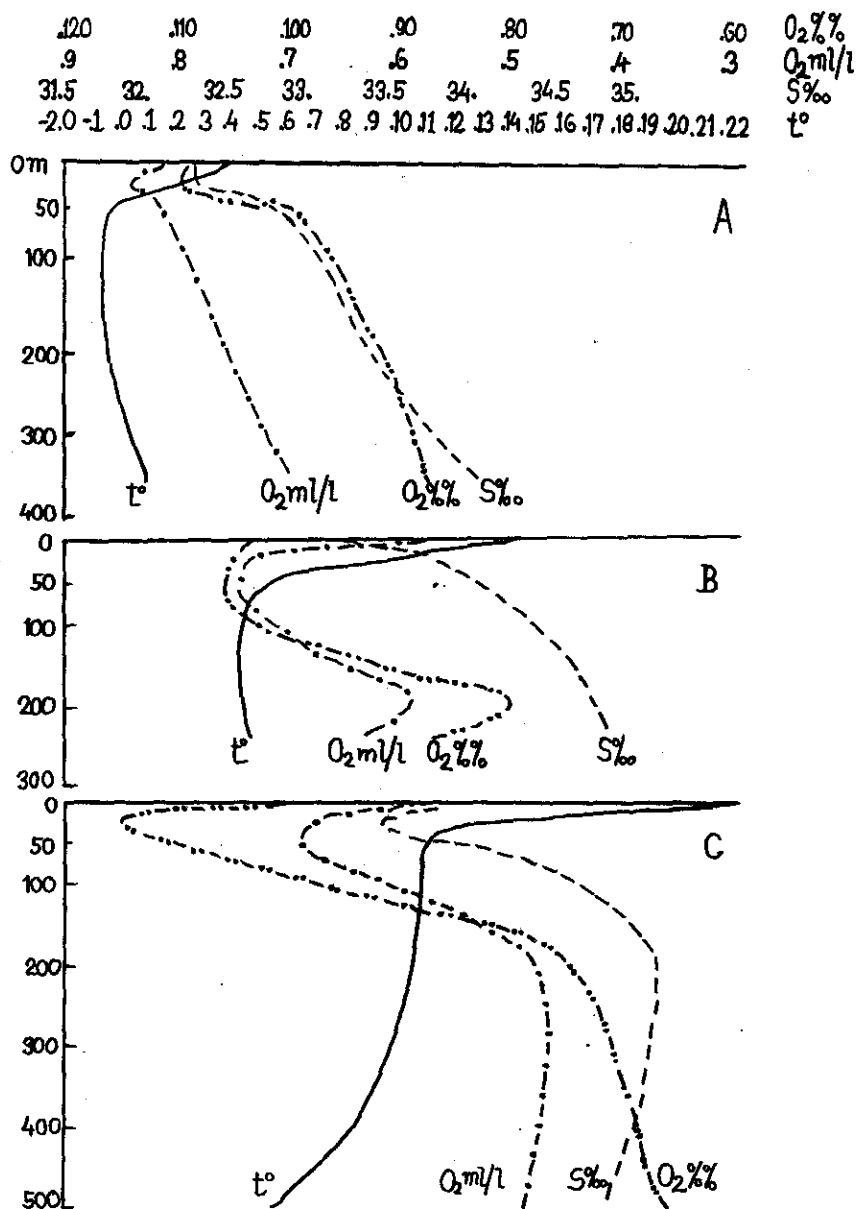 .120 .110 .100 .90 .80 .70 .60 O₂%%
.9 .8 .7 .6 .5 .4 .3 O₂ml/l
31.5 32. 32.5 33. 33.5 34. 34.5 35. S‰
-2.0 -.1 .0 .1 .2 .3 .4 .5 .6 .7 .8 .9 .10 .11 .12 .13 .14 .15 .16 .17 .18 .19 .20 .21 .22 t°
0m
50
A
100
200
300
t° O₂ml/l O₂%% S‰
400
0
50
B
100
200
t° O₂ml/l O₂%% S‰
300
0
50
C
100
200
300
400
t° O₂ml/l S‰ O₂%%
500